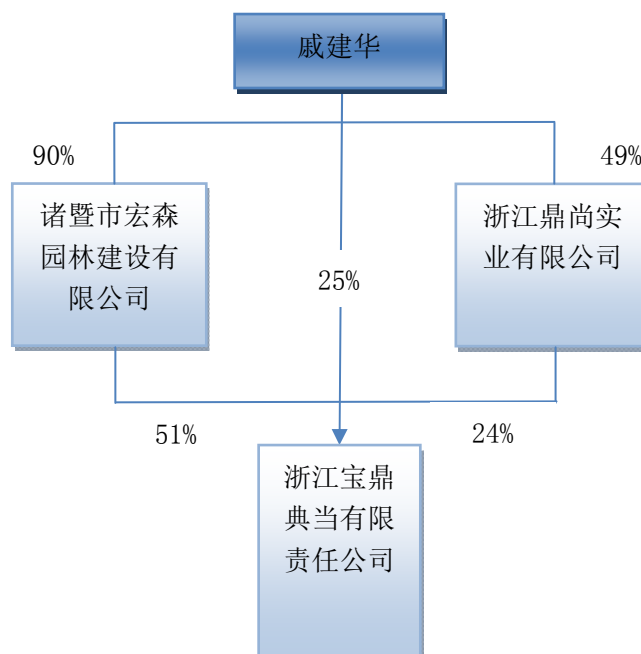 戚建华
90%
49%
诸暨市宏森
园林建设有
限公司
浙江鼎尚实
业有限公司
25%
51%
24%
浙江宝鼎
典当有限
责任公司